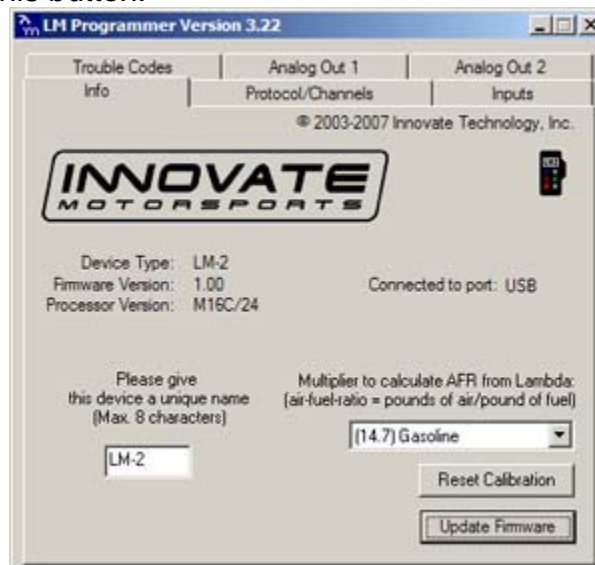 LM Programmer Version 3.22
Trouble Codes Analog Out 1 Analog Out 2
Info Protocol/Channels Inputs
© 2003-2007 Innovate Technology, Inc.
INNOVATE
MOTORSPORTS
Device Type: LM-2
Firmware Version: 1.00
Processor Version: M16C/24
Connected to port: USB
Please give
this device a unique name
(Max. 8 characters)
LM-2
Multiplier to calculate AFR from Lambda:
(air-fuel-ratio = pounds of air/pound of fuel)
(14.7) Gasoline
Reset Calibration
Update Firmware